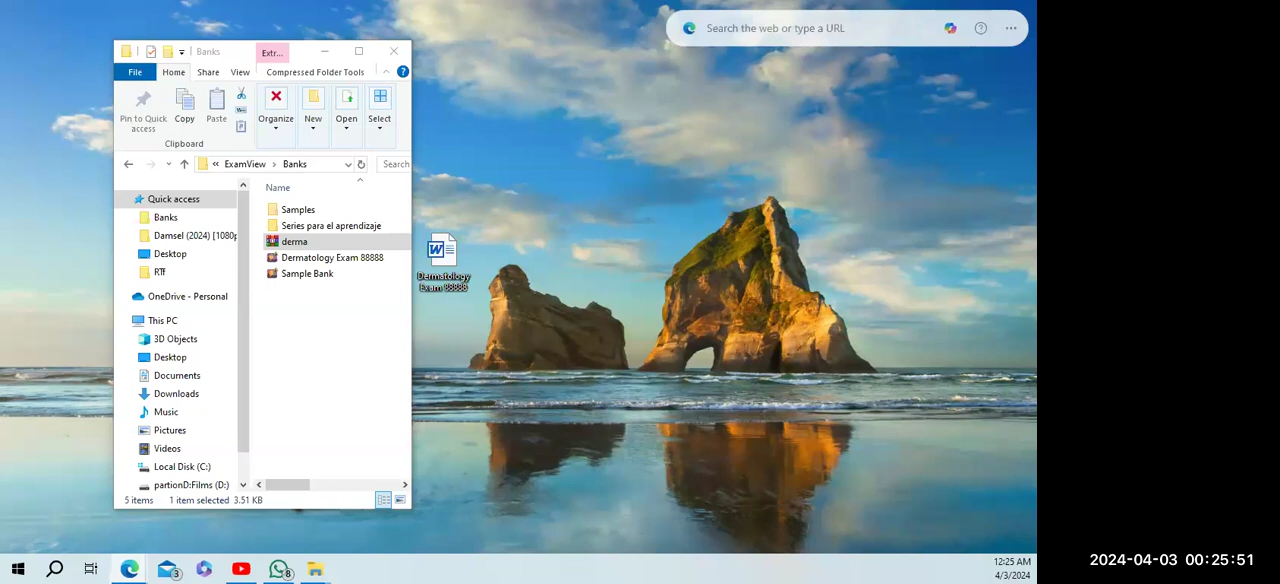 Banks
Extr...
File Home Share View Compressed Folder Tools
Pin to Quick access
Copy
Paste
Organize
New
Open
Select
Clipboard
« ExamView › Banks
Search
Name
Quick access
Banks
Damsel (2024) [1080p
Desktop
RTf
OneDrive - Personal
This PC
3D Objects
Desktop
Documents
Downloads
Music
Pictures
Videos
Local Disk (C:)
partionD:Films (D:)
Samples
Series para el aprendizaje
derma
Dermatology Exam 88888
Sample Bank
5 items 1 item selected 3.51 KB
Dermatology
Exam 88888
Search the web or type a URL
3
8
12:25 AM
4/3/2024
2024-04-03 00:25:51